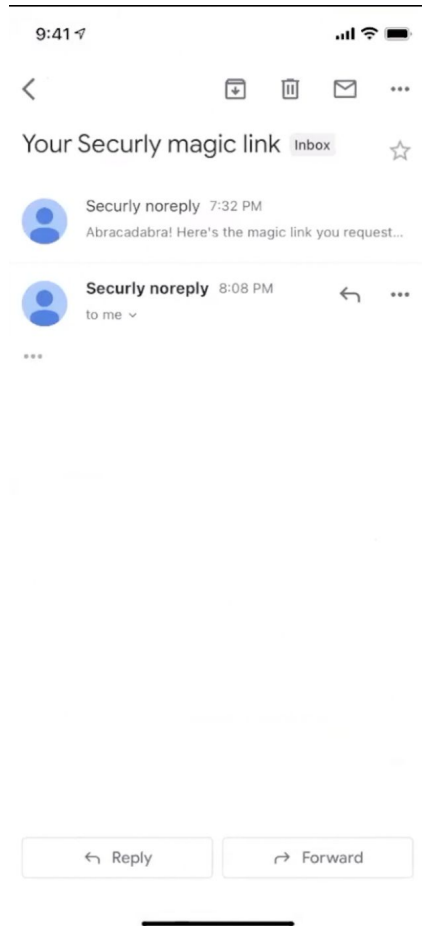 9:41
Your Securly magic link Inbox
Securly noreply 7:32 PM
Abracadabra! Here's the magic link you request...
Securly noreply 8:08 PM
to me
Reply
Forward